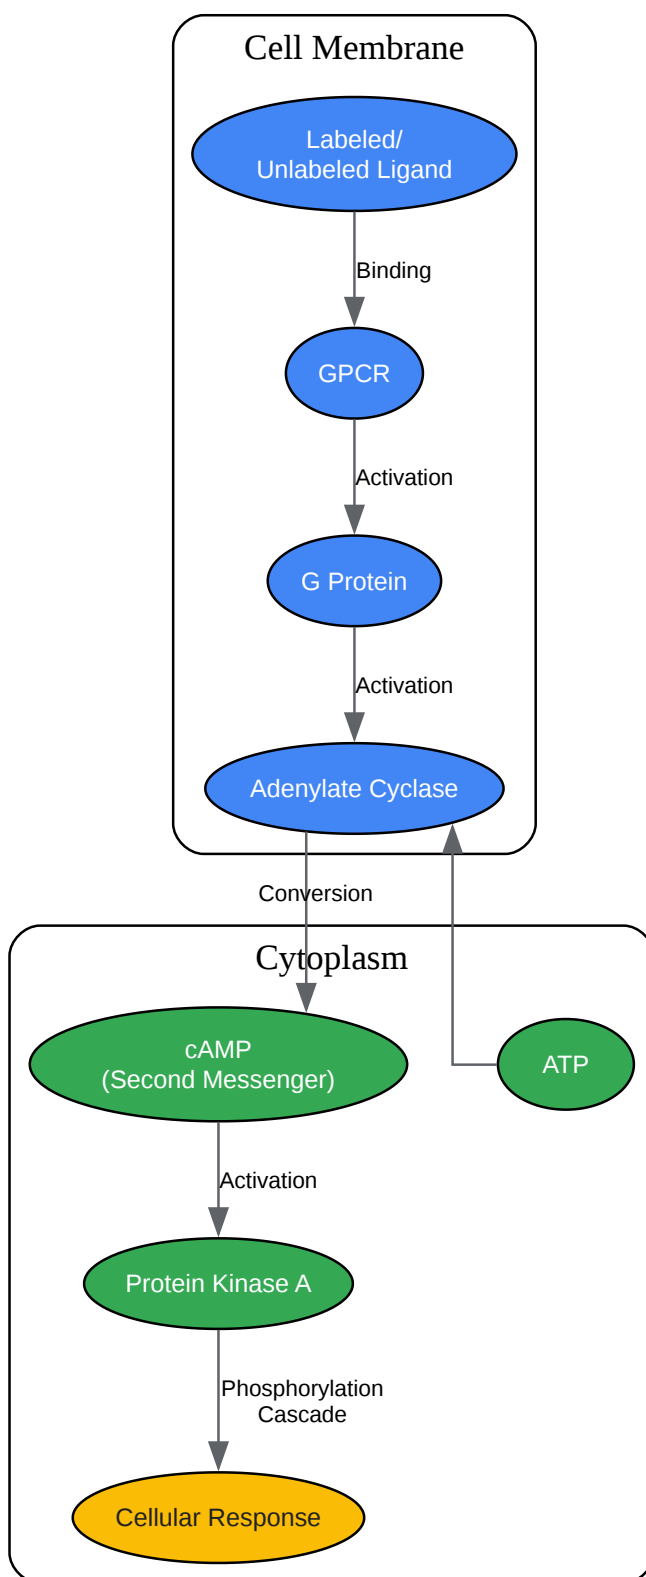 Cell Membrane
Labeled/
Unlabeled Ligand
Binding
GPCR
Activation
G Protein
Activation
Adenylate Cyclase
Conversion
Cytoplasm
cAMP
(Second Messenger)
ATP
Activation
Protein Kinase A
Phosphorylation
Cascade
Cellular Response